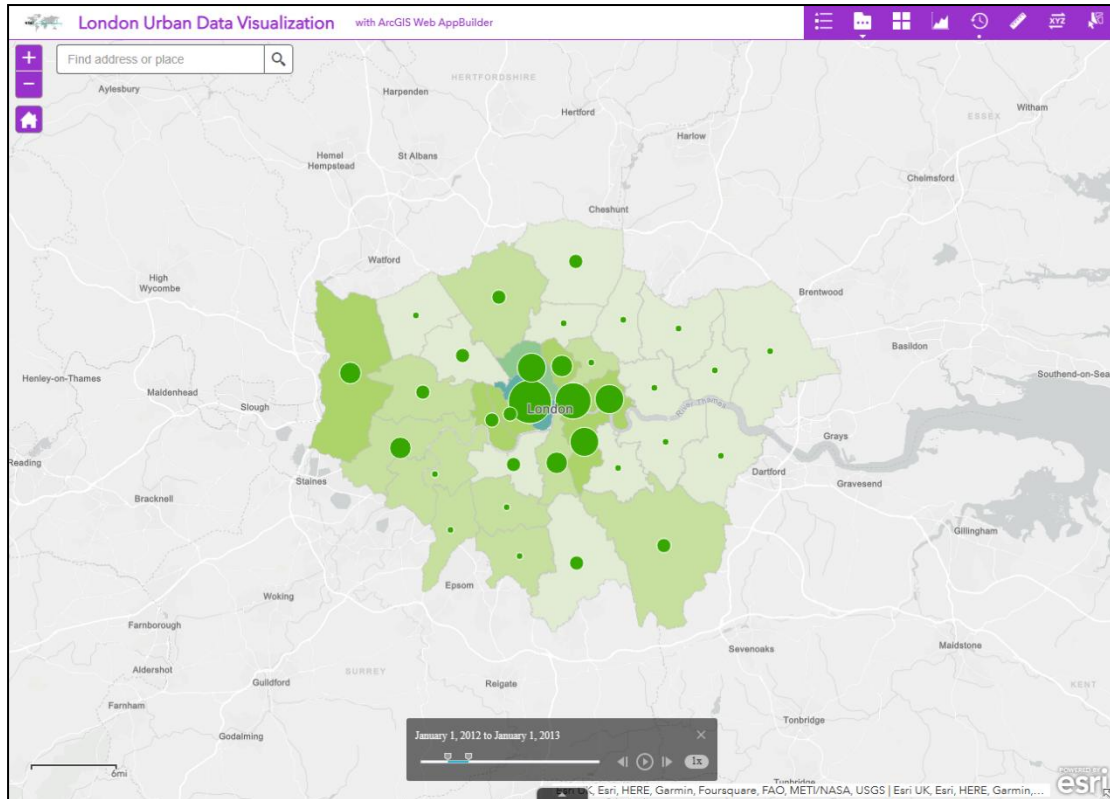 London Urban Data Visualization with ArcGIS Web AppBuilder
XYZ
+
−
Find address or place
Aylesbury
HERTFORDSHIRE
Harpenden
Hertford
ESSEX
Witham
Harlow
Hemel
Hempstead
St Albans
Chelmsford
Cheshunt
Watford
High
Wycombe
Brentwood
Basildon
Henley-on-Thames
Maidenhead
Slough
Southend-on-Sea
London
River Thames
Grays
Reading
Staines
Dartford
Gravesend
Bracknell
Gillingham
Epsom
Woking
Farnborough
Sevenoaks
Maidstone
Aldershot
SURREY
Guildford
Reigate
KENT
Farnham
Godalming
Tonbridge
January 1, 2012 to January 1, 2013
×
1x
6mi
Tunbridge
POWERED BY
esri
Esri UK, Esri, HERE, Garmin, Foursquare, FAO, METI/NASA, USGS | Esri UK, Esri, HERE, Garmin,...